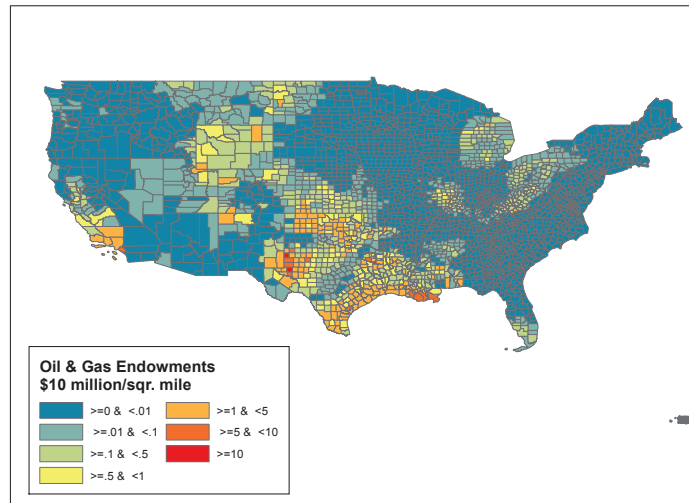 Oil & Gas Endowments
$10 million/sqr. mile
>=0 & <.01
>=.01 & <.1
>=.1 & <.5
>=.5 & <1
>=1 & <5
>=5 & <10
>=10